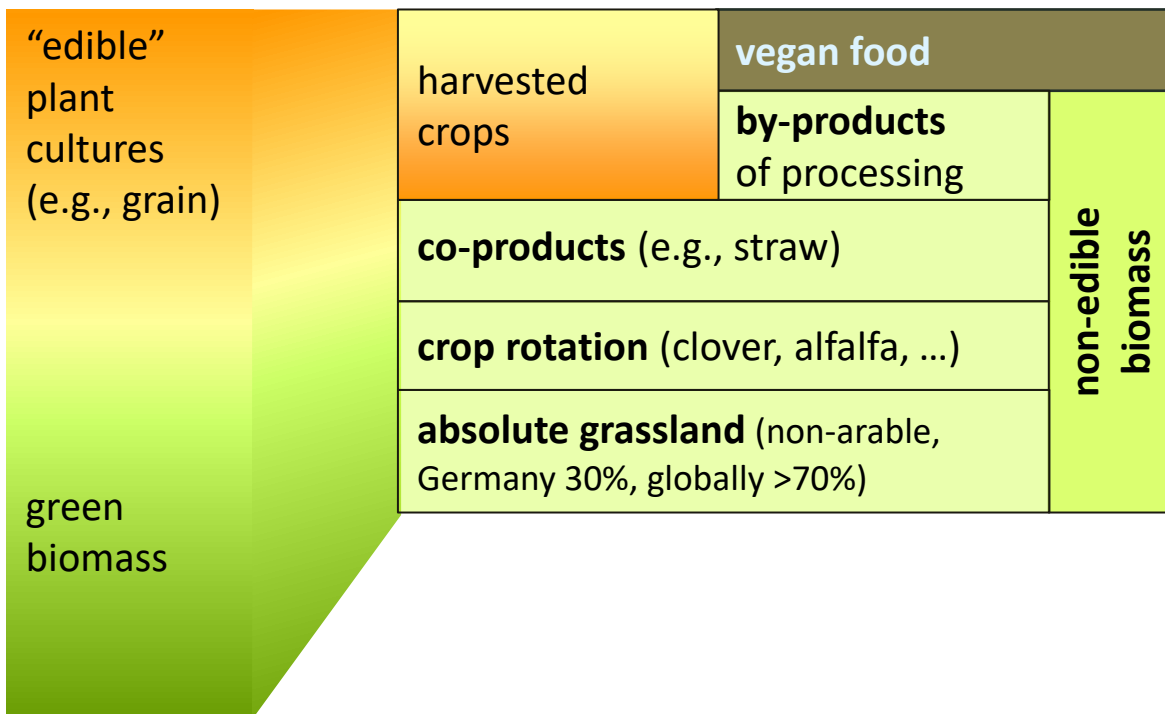 “edible”
plant
cultures
(e.g., grain)
green
biomass
harvested
crops
vegan food
by-products
of processing
co-products (e.g., straw)
crop rotation (clover, alfalfa, ...)
absolute grassland (non-arable,
Germany 30%, globally >70%)
non-edible
biomass